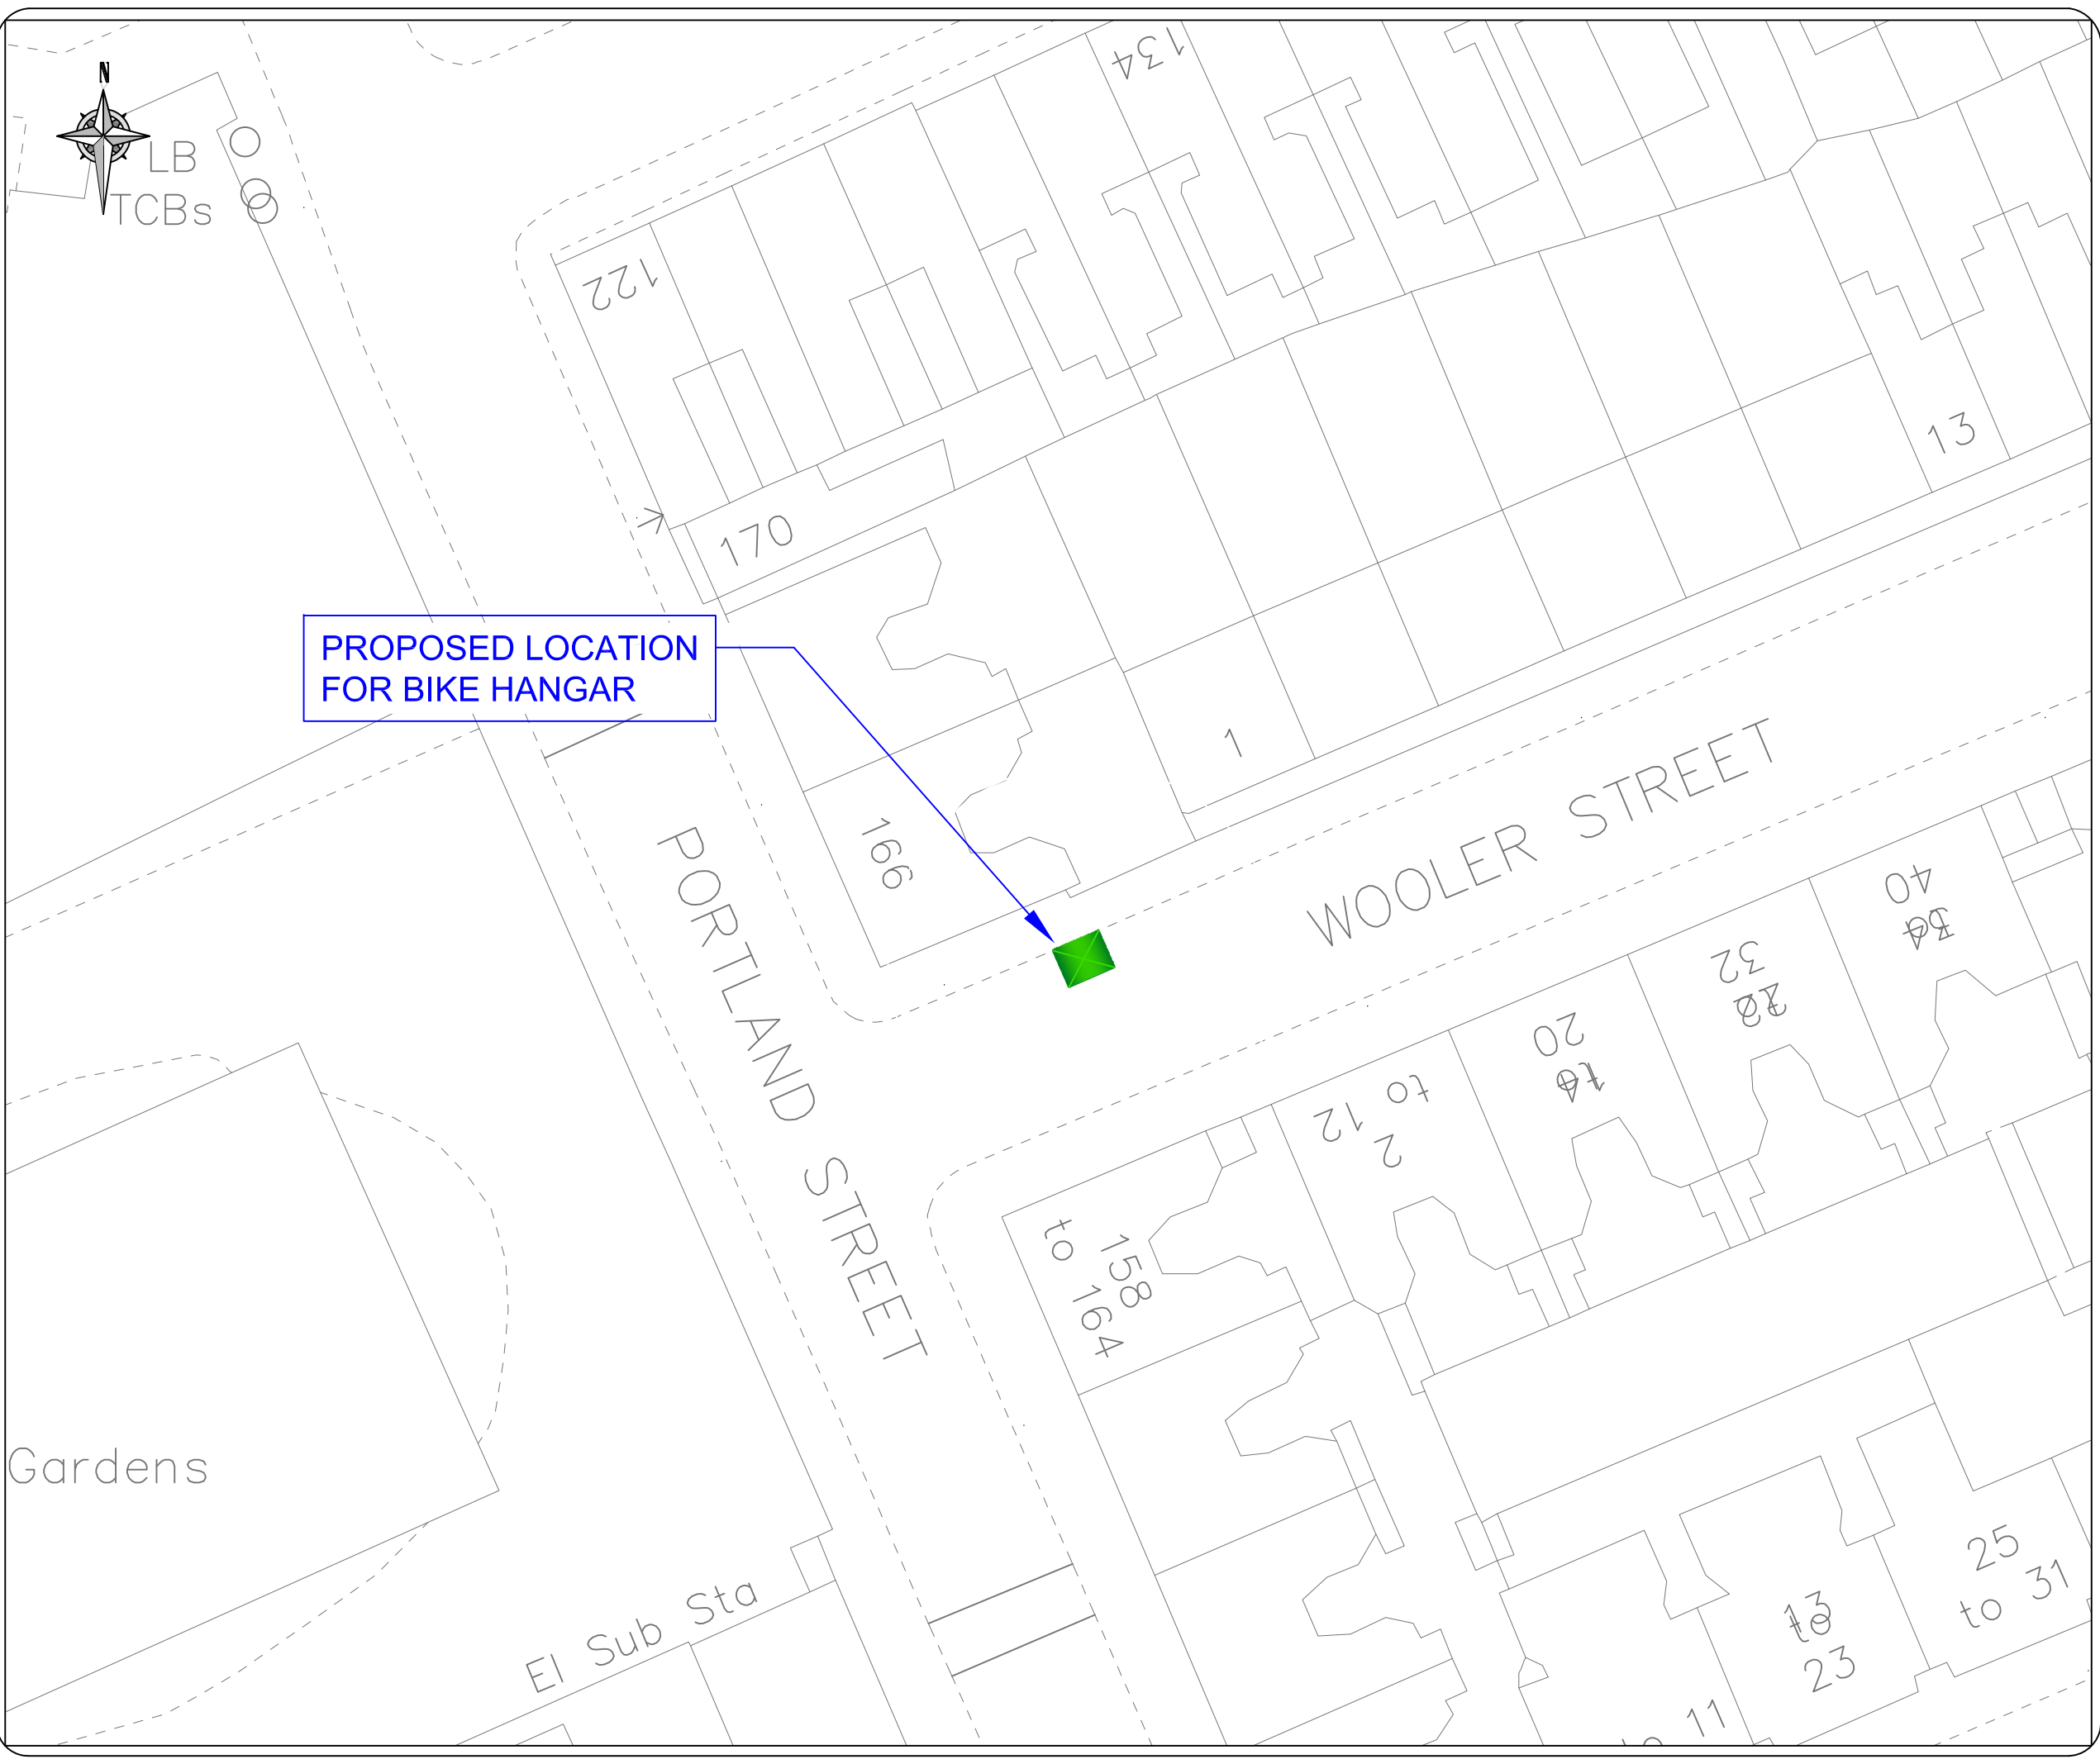 N
LB
TCBs
134
122
170
13
PROPOSED LOCATION
FOR BIKE HANGAR
1
166
PORTLAND STREET
WOOLER STREET
40
34
32
20
2
to 12
158
to 164
Gardens
El Sub Sta
25
to 31
13
to
23
11